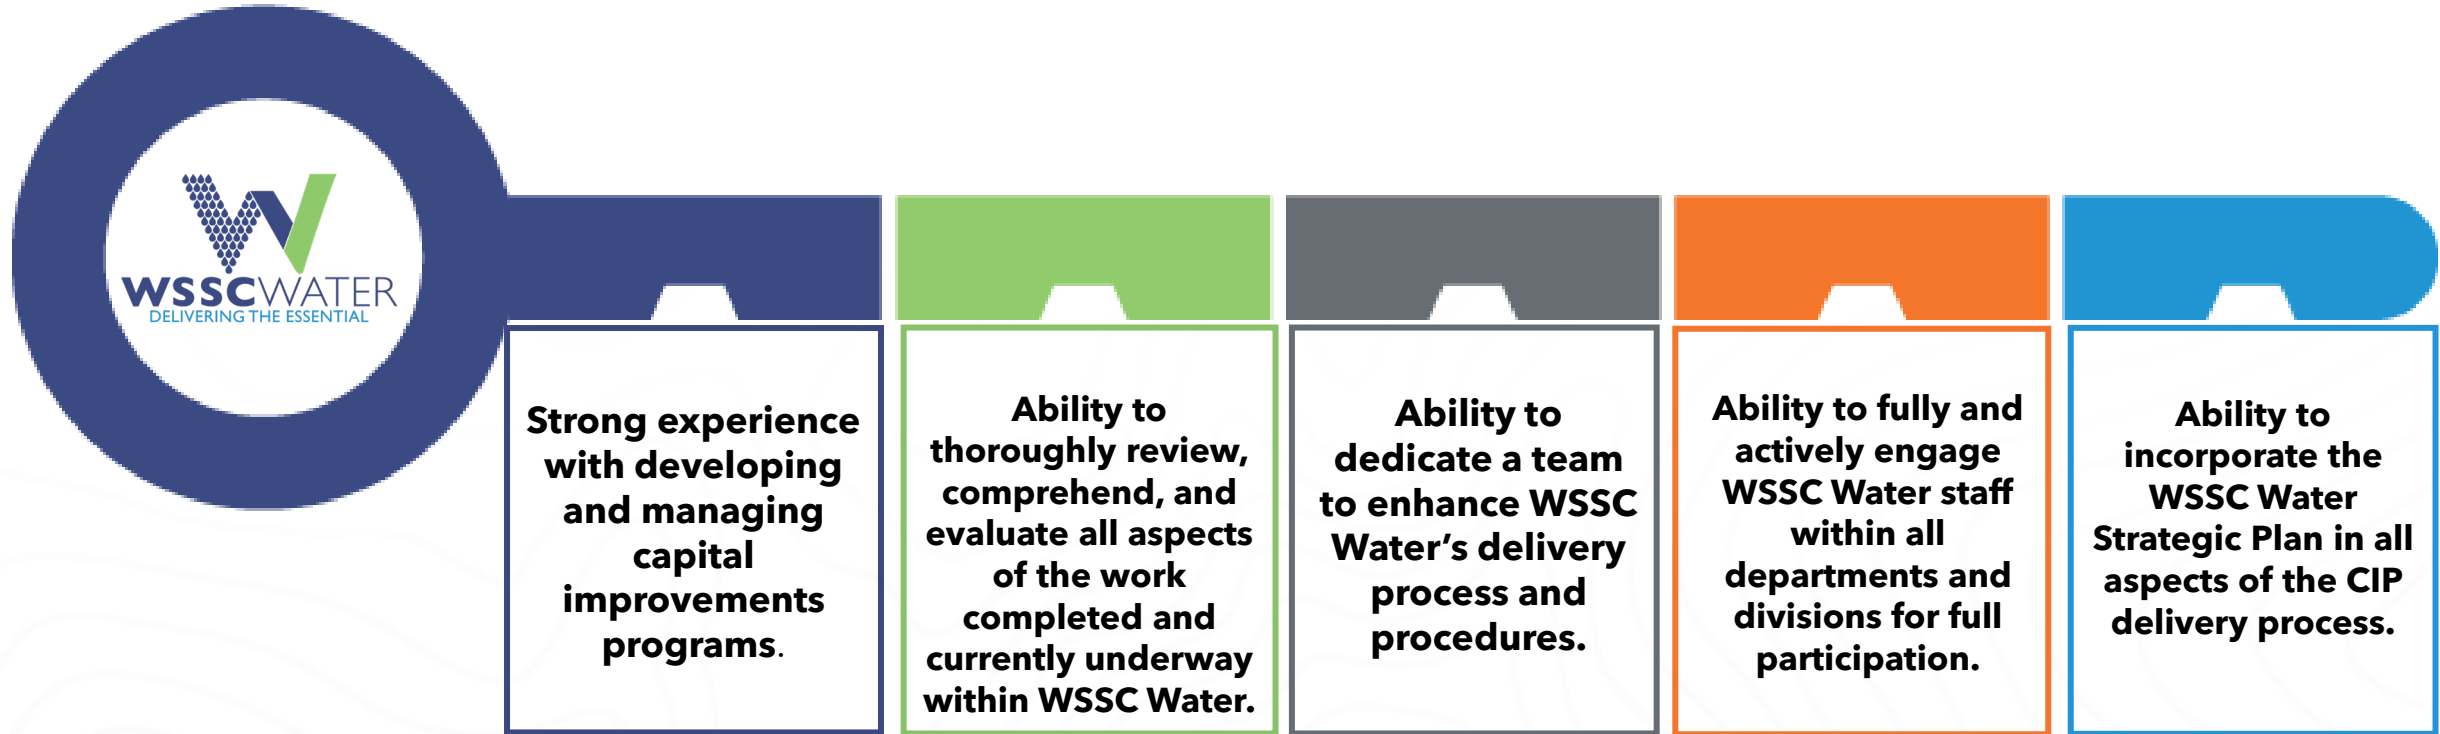 WSSCWATER
DELIVERING THE ESSENTIAL
Strong experience
with developing
and managing
capital
improvements
programs.
Ability to
thoroughly review,
comprehend, and
evaluate all aspects
of the work
completed and
currently underway
within WSSC Water.
Ability to
dedicate a team
to enhance WSSC
Water’s delivery
process and
procedures.
Ability to fully and
actively engage
WSSC Water staff
within all
departments and
divisions for full
participation.
Ability to
incorporate the
WSSC Water
Strategic Plan in all
aspects of the CIP
delivery process.